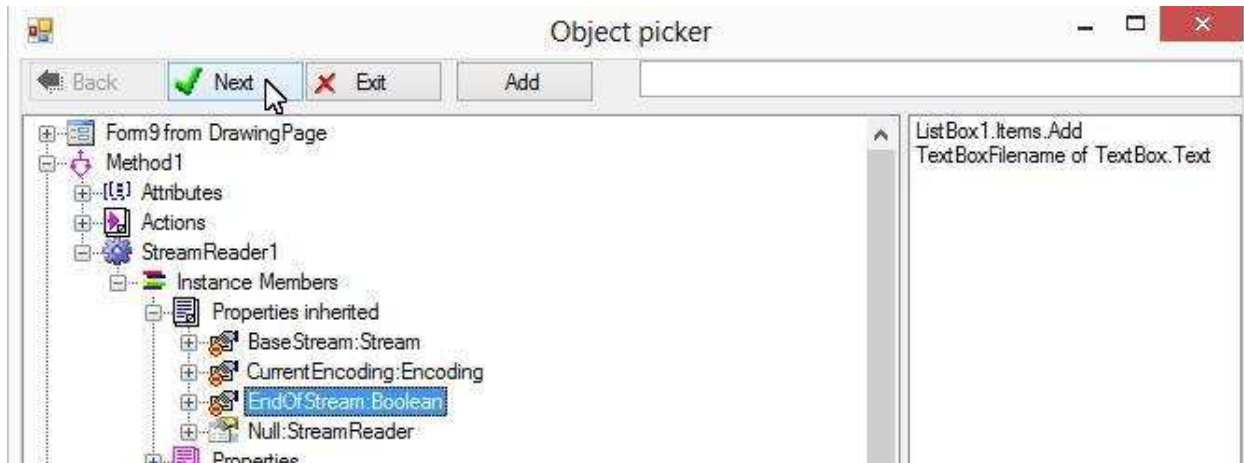 Object picker
Back Next Exit Add
Form9 from DrawingPage
Method1
Attributes
Actions
StreamReader1
Instance Members
Properties inherited
BaseStream:Stream
CurrentEncoding:Encoding
EndOfStream:Boolean
Null:StreamReader
Properties
ListBox1.Items.Add
TextBoxFilename of TextBox.Text